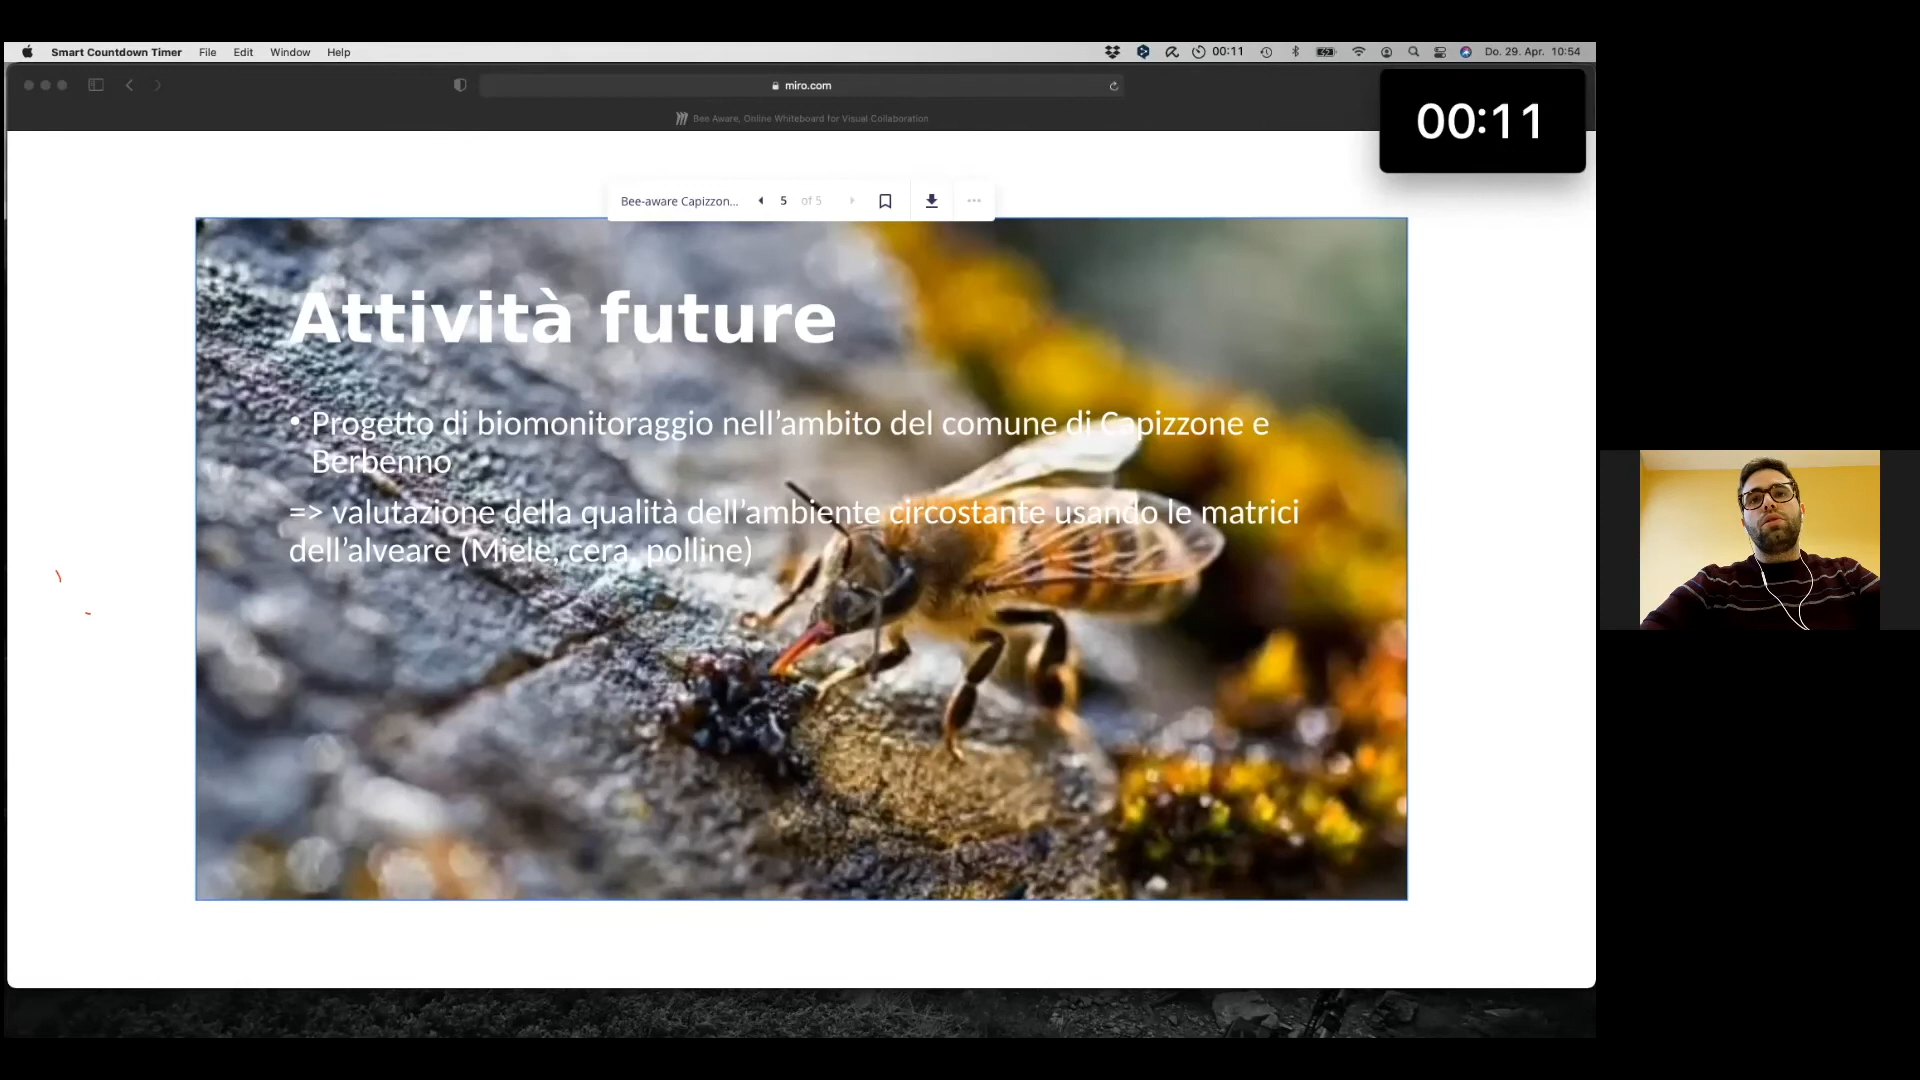 Smart Countdown Timer File Edit Window Help 00:11 Do. 29. Apr. 10:54
miro.com
Bee Aware, Online Whiteboard for Visual Collaboration
00:11
Bee-aware Capizzon... 5 of 5
Attività future
• Progetto di biomonitoraggio nell’ambito del comune di Capizzone e
Berbenno
=> valutazione della qualità dell’ambiente circostante usando le matrici
dell’alveare (Miele, cera, polline)